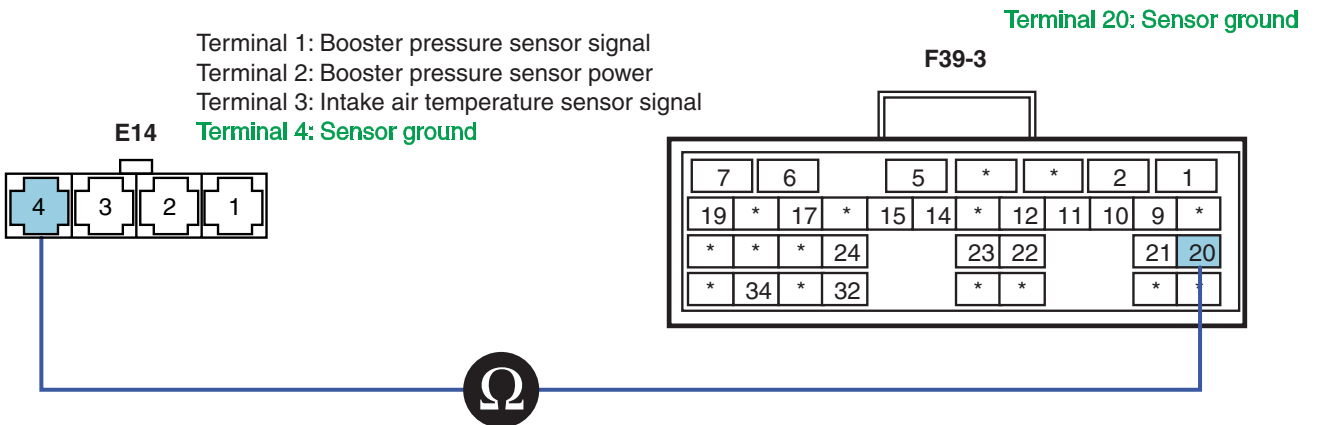 Terminal 20: Sensor ground
Terminal 1: Booster pressure sensor signal
Terminal 2: Booster pressure sensor power
Terminal 3: Intake air temperature sensor signal
Terminal 4: Sensor ground
F39-3
E14
4 3 2 1
7 6 5 * * 2 1
19 * 17 * 15 14 * 12 11 10 9 *
* * * 24 23 22 21 20
* 34 * 32 * * * *
Ω